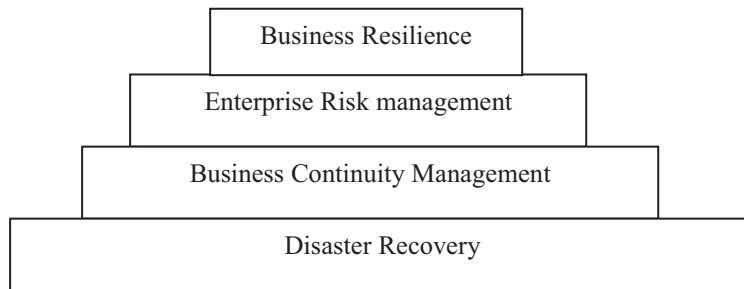 Business Resilience
Enterprise Risk management
Business Continuity Management
Disaster Recovery